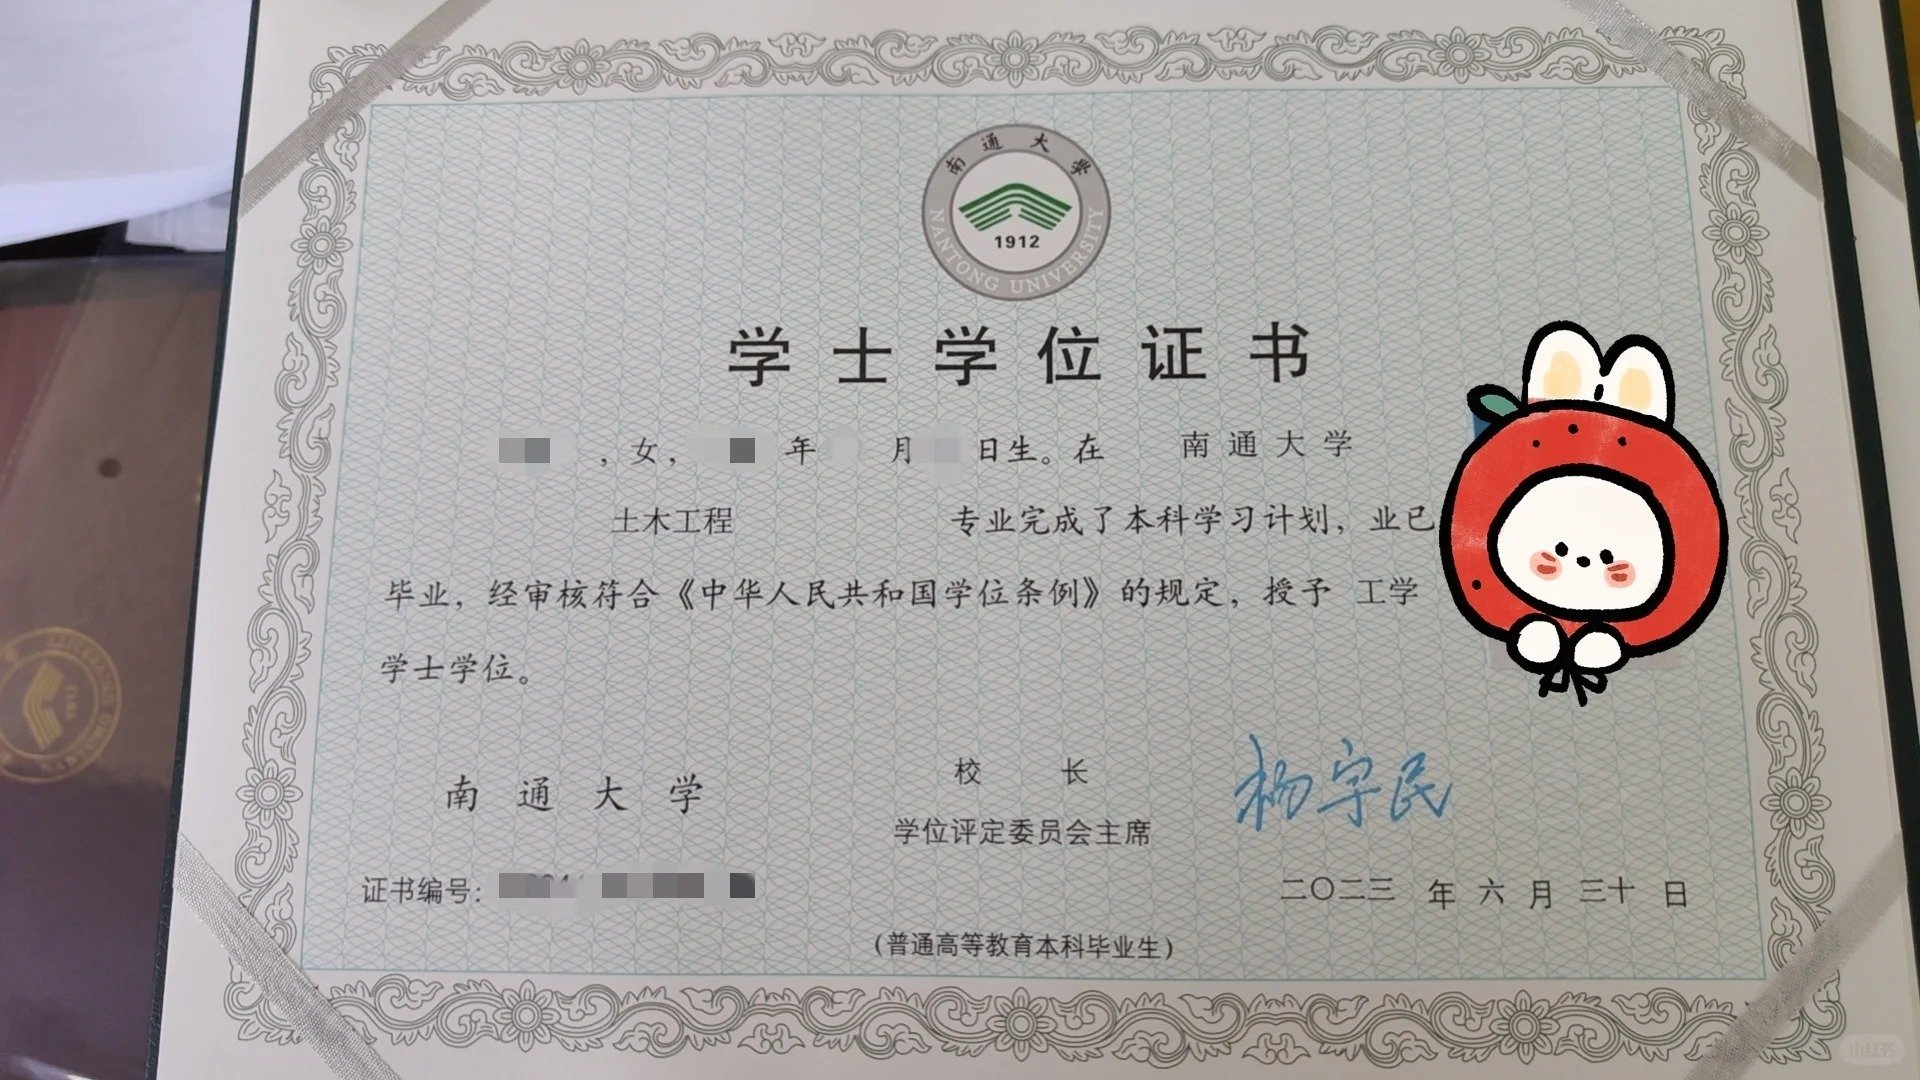 南通大学
NANTONG UNIVERSITY
1912
学士学位证书
，女， 年 月 日生。在 南通大学
土木工程 专业完成了本科学习计划，业已
毕业，经审核符合《中华人民共和国学位条例》的规定，授予 工学
学士学位。
南通大学
校长
学位评定委员会主席
杨宇民
证书编号：
二〇二三 年 六 月 三十 日
（普通高等教育本科毕业生）
小红书